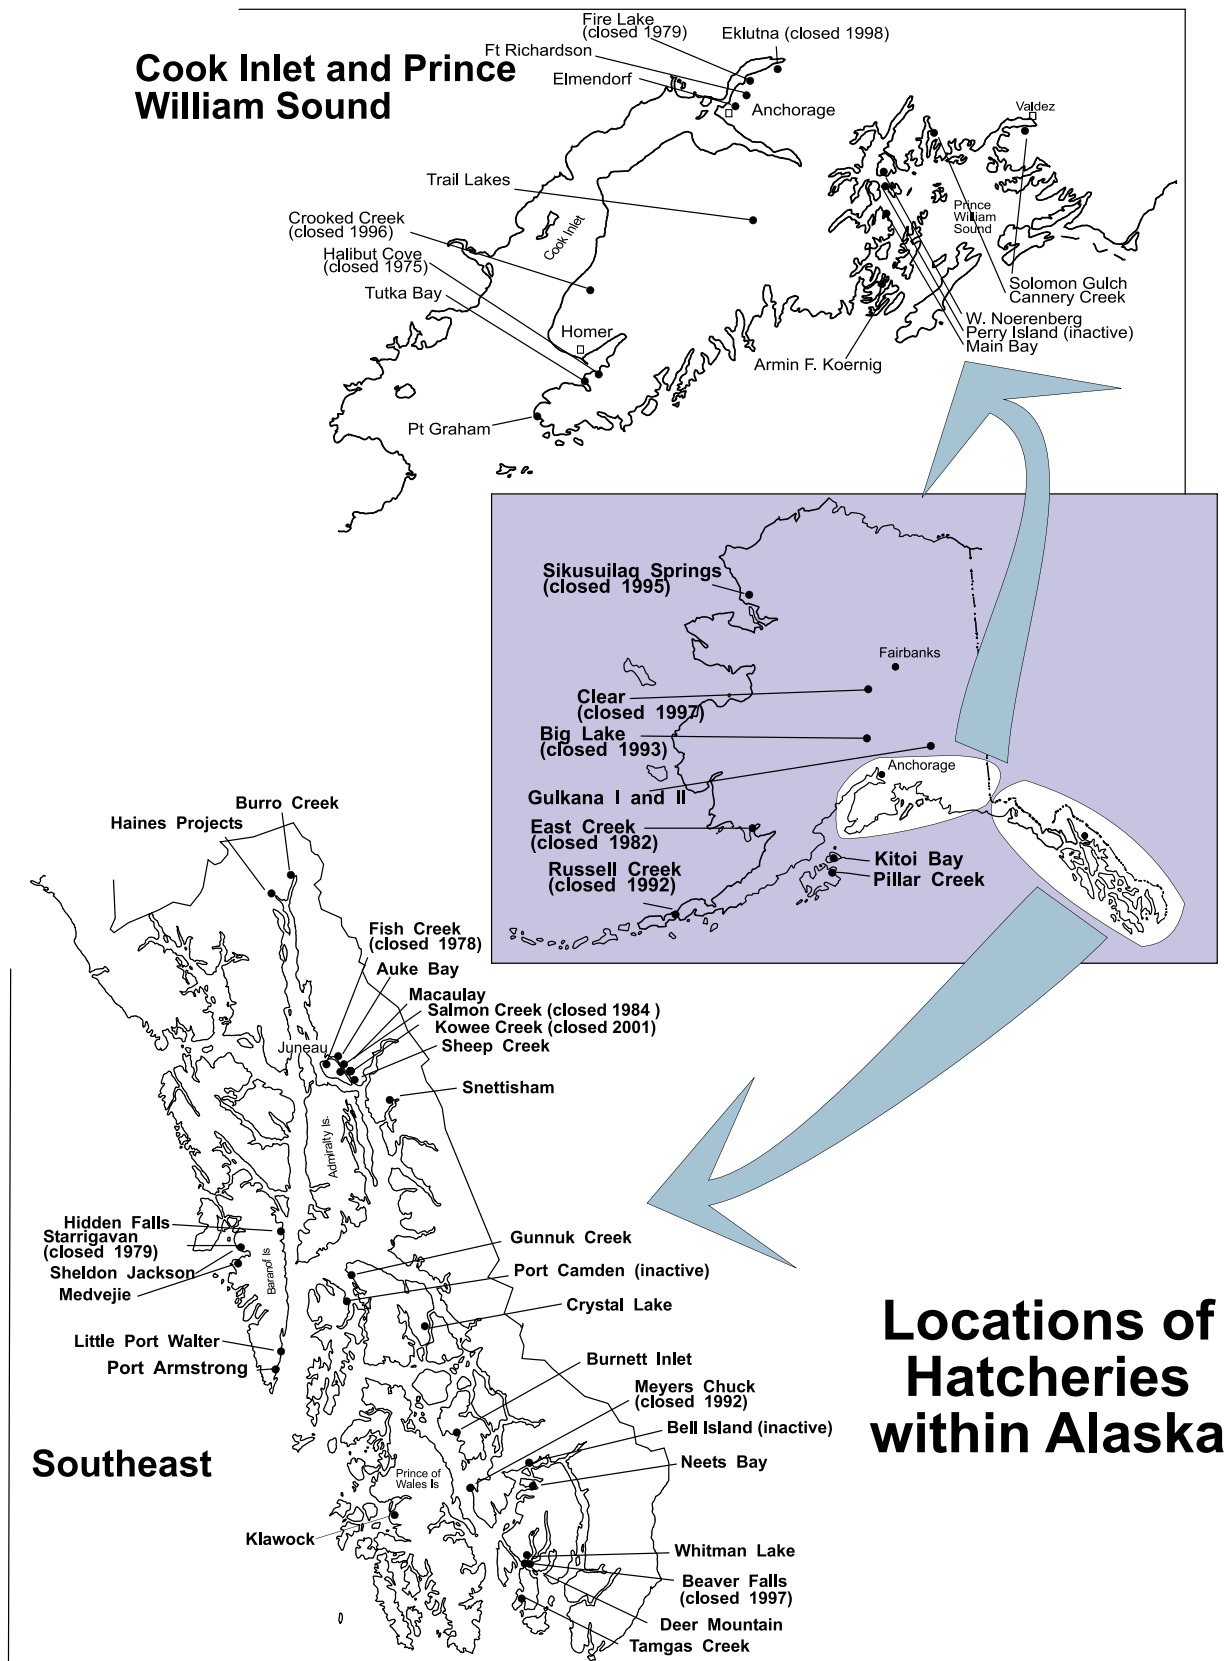 Cook Inlet and Prince
William Sound
Fire Lake
(closed 1979)
Eklutna (closed 1998)
Ft Richardson
Elmendorf
Anchorage
Valdez
Trail Lakes
Crooked Creek
(closed 1996)
Halibut Cove
(closed 1975)
Tutka Bay
Cook Inlet
Prince
William
Sound
Homer
Solomon Gulch
Cannery Creek
W. Noerenberg
Perry Island (inactive)
Main Bay
Armin F. Koernig
Pt Graham
Sikusuilaq Springs
(closed 1995)
Fairbanks
Clear
(closed 1997)
Big Lake
(closed 1993)
Anchorage
Gulkana I and II
East Creek
(closed 1982)
Russell Creek
(closed 1992)
Kitoi Bay
Pillar Creek
Burro Creek
Haines Projects
Fish Creek
(closed 1978)
Auke Bay
Macaulay
Salmon Creek (closed 1984 )
Kowee Creek (closed 2001)
Sheep Creek
Juneau
Snettisham
Admiralty Is.
Hidden Falls
Starrigavan
(closed 1979)
Sheldon Jackson
Medvejie
Baranof Is
Gunnuk Creek
Port Camden (inactive)
Crystal Lake
Little Port Walter
Port Armstrong
Burnett Inlet
Meyers Chuck
(closed 1992)
Bell Island (inactive)
Neets Bay
Southeast
Prince of
Wales Is
Klawock
Whitman Lake
Beaver Falls
(closed 1997)
Deer Mountain
Tamgas Creek
Locations of
Hatcheries
within Alaska